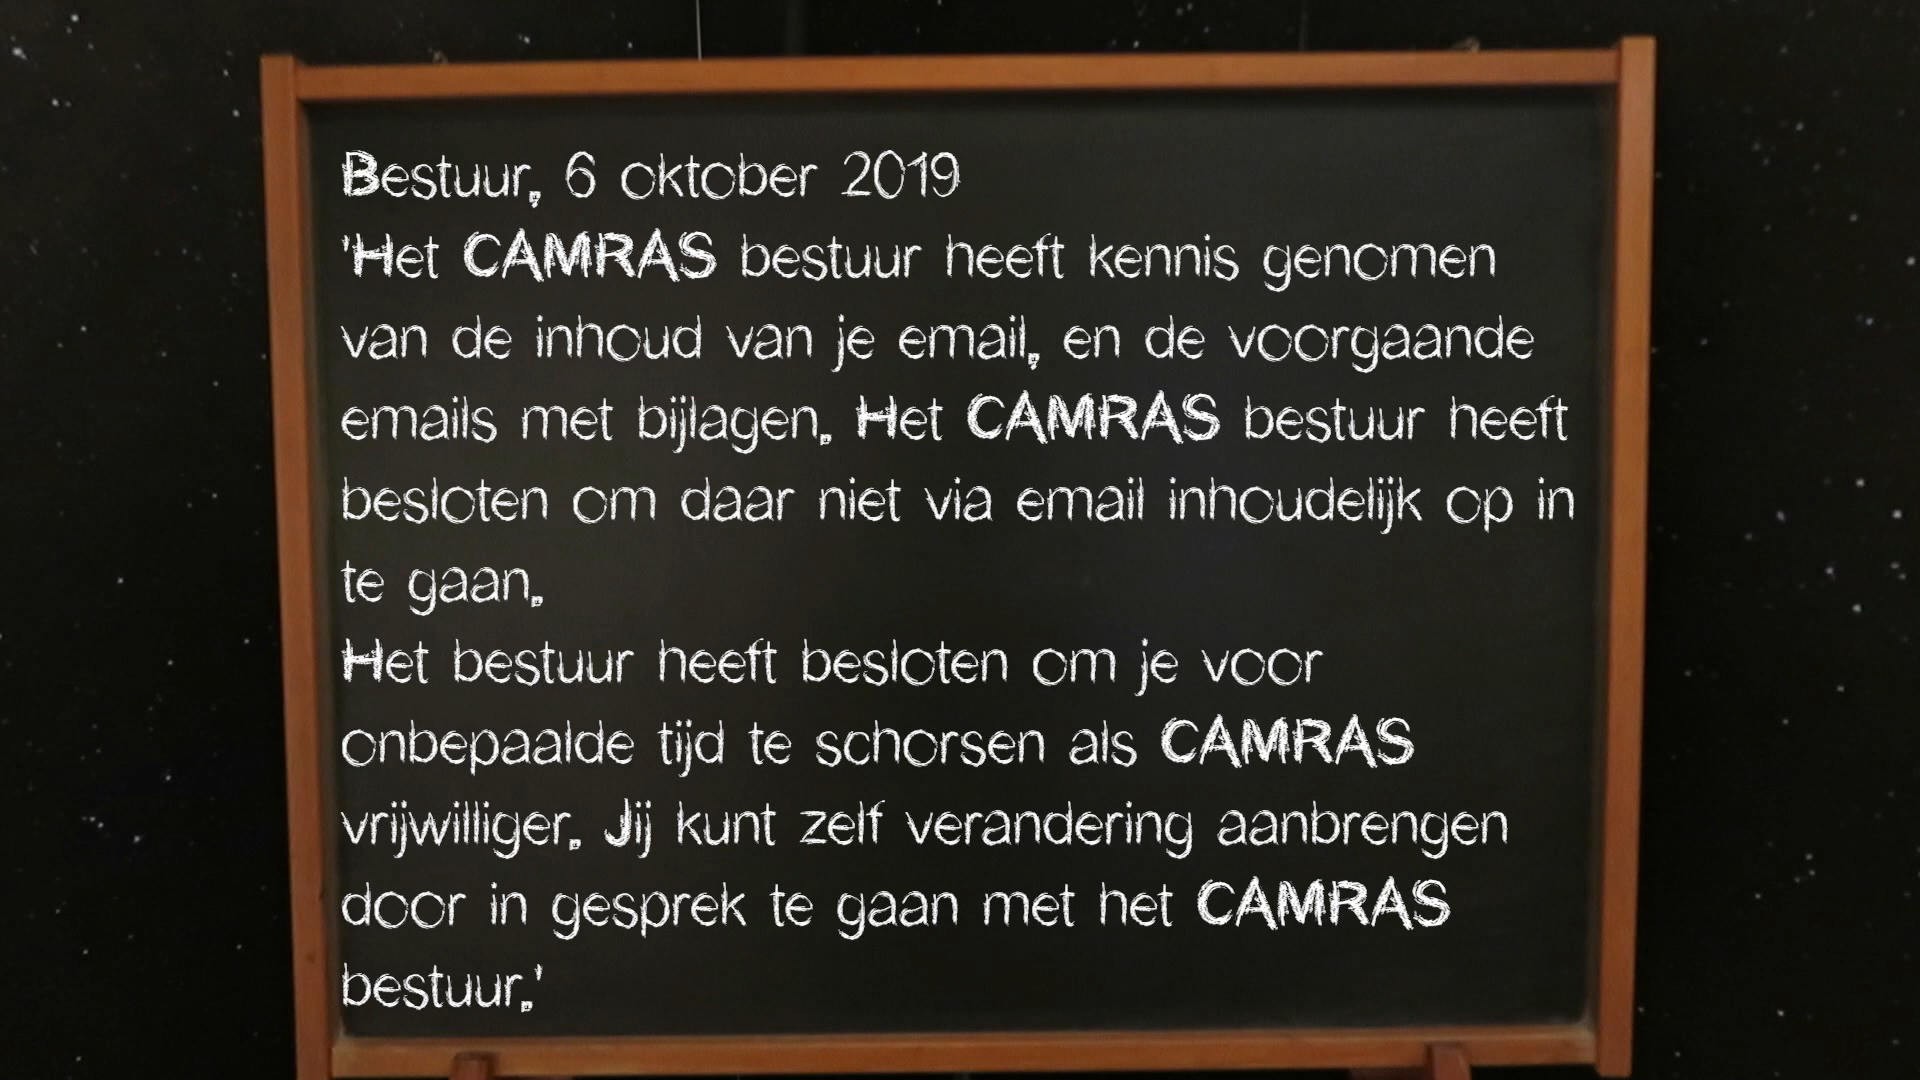 Bestuur, 6 oktober 2019
'Het CAMRAS bestuur heeft kennis genomen
van de inhoud van je email, en de voorgaande
emails met bijlagen. Het CAMRAS bestuur heeft
besloten om daar niet via email inhoudelijk op in
te gaan.
Het bestuur heeft besloten om je voor
onbepaalde tijd te schorsen als CAMRAS
vrijwilliger. Jij kunt zelf verandering aanbrengen
door in gesprek te gaan met het CAMRAS
bestuur.'